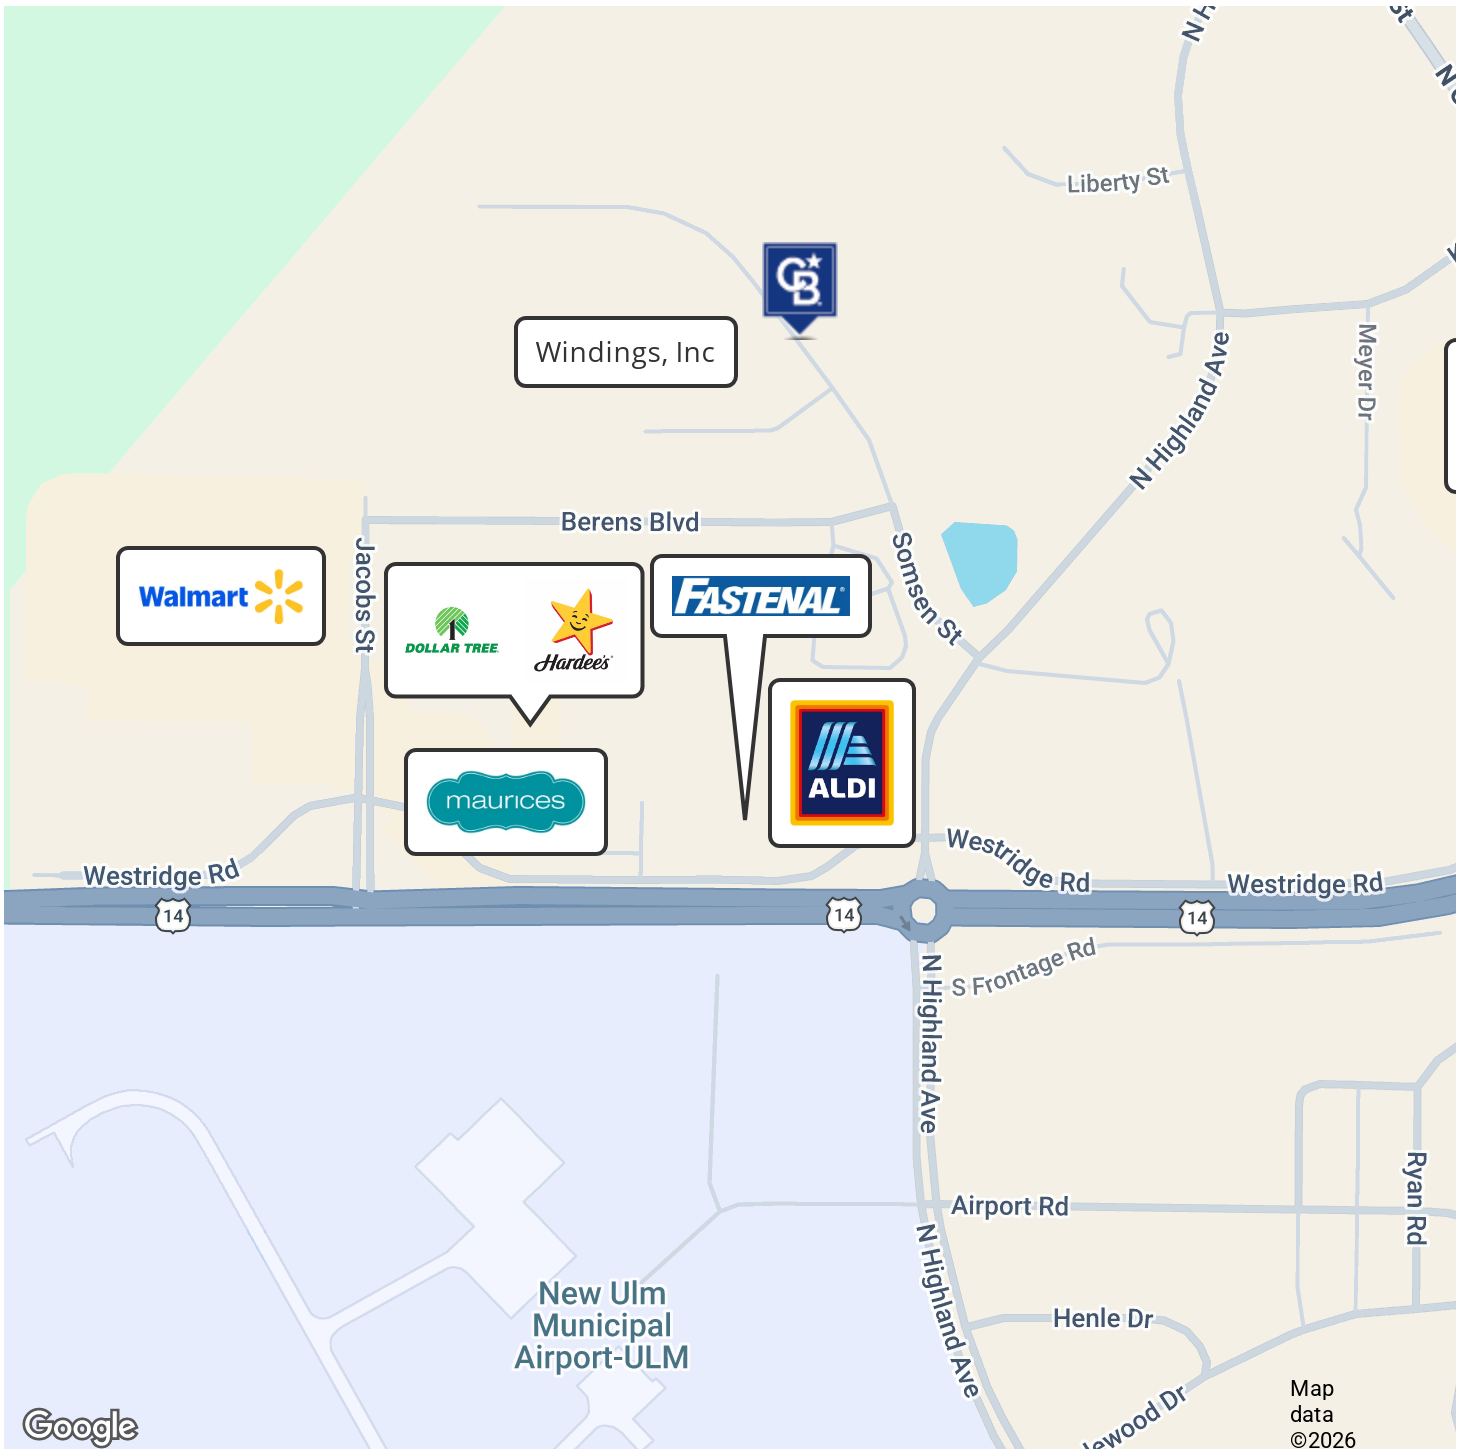 Liberty St
CB
Windings, Inc
N Highland Ave
Meyer Dr
Berens Blvd
Somsen St
Jacobs St
Walmart
DOLLAR TREE
Hardee's
FASTENAL
ALDI
maurices
Westridge Rd
Westridge Rd
Westridge Rd
14
14
14
S Frontage Rd
N Highland Ave
Airport Rd
Ryan Rd
N Highland Ave
New Ulm
Municipal
Airport-ULM
Henle Dr
Google
Map
data
©2026